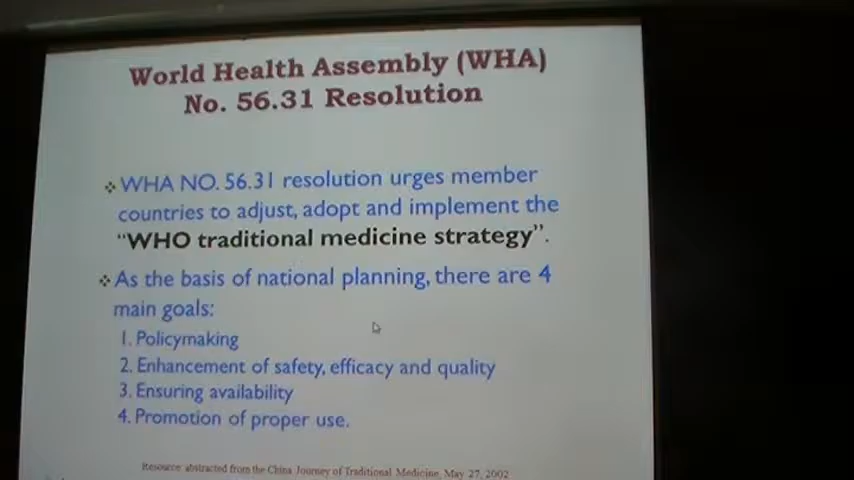 World Health Assembly (WHA)
No. 56.31 Resolution
WHA NO. 56.31 resolution urges member
countries to adjust, adopt and implement the
"WHO traditional medicine strategy".
As the basis of national planning, there are 4
main goals:
1. Policymaking
2. Enhancement of safety, efficacy and quality
3. Ensuring availability
4. Promotion of proper use.
Resource: abstracted from the China Journey of Traditional Medicine, May 27, 2002